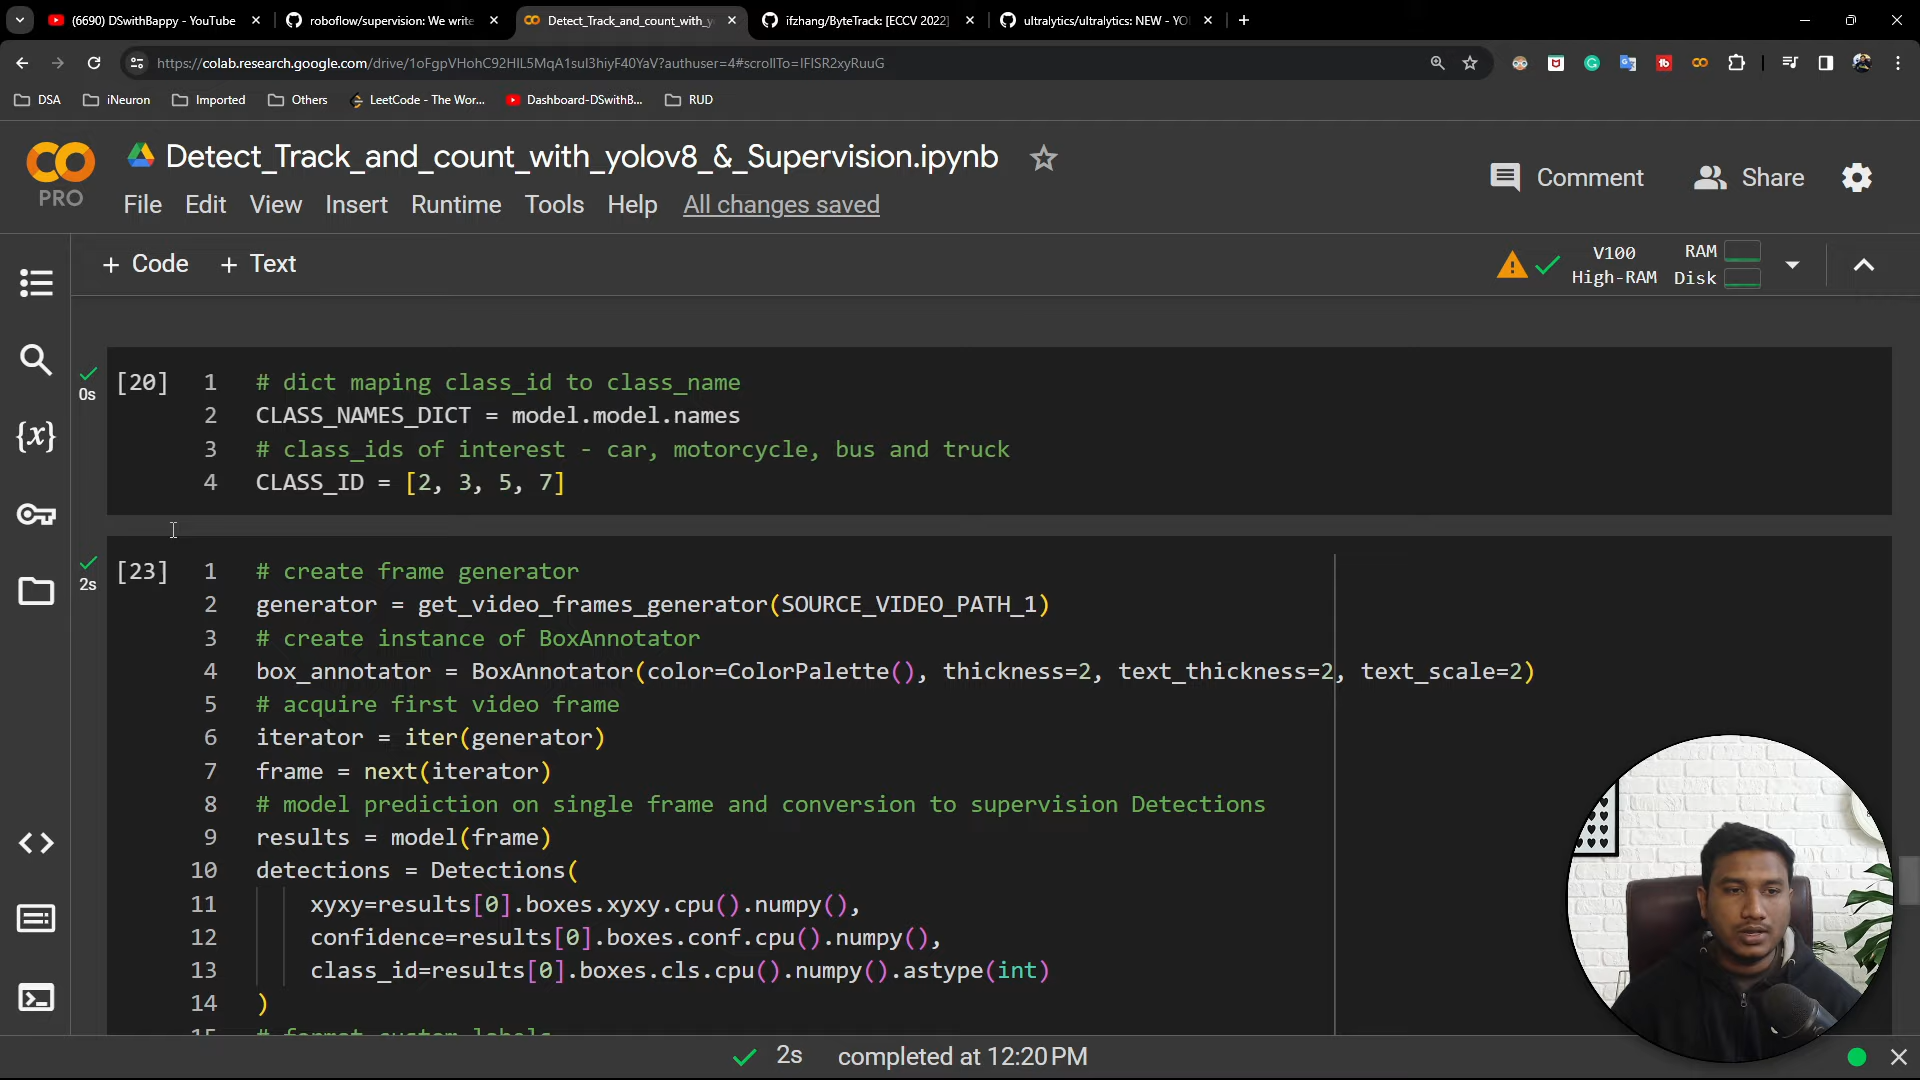 (6690) DSwithBappy - YouTube
roboflow/supervision: We write
Detect_Track_and_count_with_y
ifzhang/ByteTrack: [ECCV 2022]
ultralytics/ultralytics: NEW - YO
https://colab.research.google.com/drive/1oFgpVHohC92HIL5MqA1sul3hiyF40YaV?authuser=4#scrollTo=IFlSR2xyRuuG
DSA
iNeuron
Imported
Others
LeetCode - The Wor...
Dashboard-DSwithB...
RUD
CO
PRO
Detect_Track_and_count_with_yolov8_&_Supervision.ipynb
File Edit View Insert Runtime Tools Help All changes saved
Comment
Share
+ Code + Text
V100
High-RAM
RAM
Disk
0s
[20]
1 # dict maping class_id to class_name
2 CLASS_NAMES_DICT = model.model.names
3 # class_ids of interest - car, motorcycle, bus and truck
4 CLASS_ID = [2, 3, 5, 7]
2s
[23]
1 # create frame generator
2 generator = get_video_frames_generator(SOURCE_VIDEO_PATH_1)
3 # create instance of BoxAnnotator
4 box_annotator = BoxAnnotator(color=ColorPalette(), thickness=2, text_thickness=2, text_scale=2)
5 # acquire first video frame
6 iterator = iter(generator)
7 frame = next(iterator)
8 # model prediction on single frame and conversion to supervision Detections
9 results = model(frame)
10 detections = Detections(
11 xyxy=results[0].boxes.xyxy.cpu().numpy(),
12 confidence=results[0].boxes.conf.cpu().numpy(),
13 class_id=results[0].boxes.cls.cpu().numpy().astype(int)
14 )
15 # format custom labels
2s completed at 12:20 PM